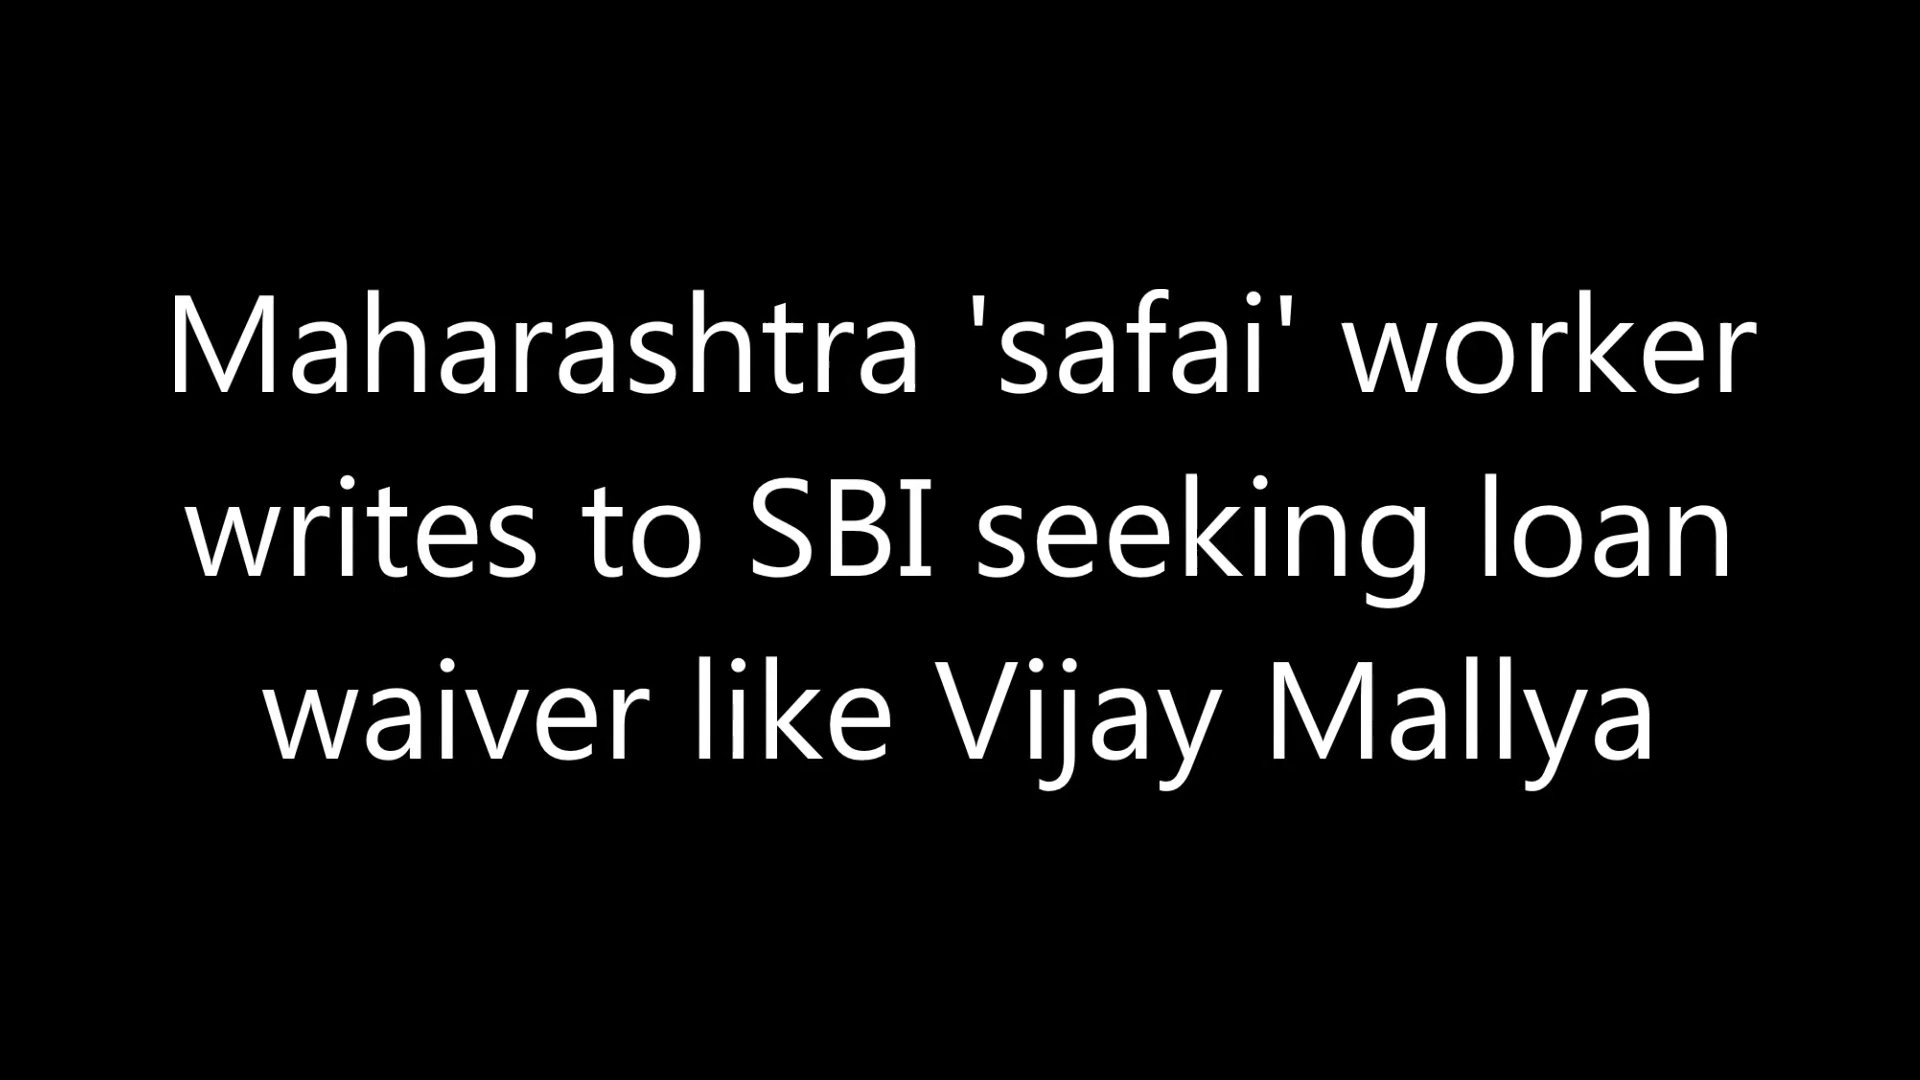 Maharashtra 'safai' worker
writes to SBI seeking loan
waiver like Vijay Mallya